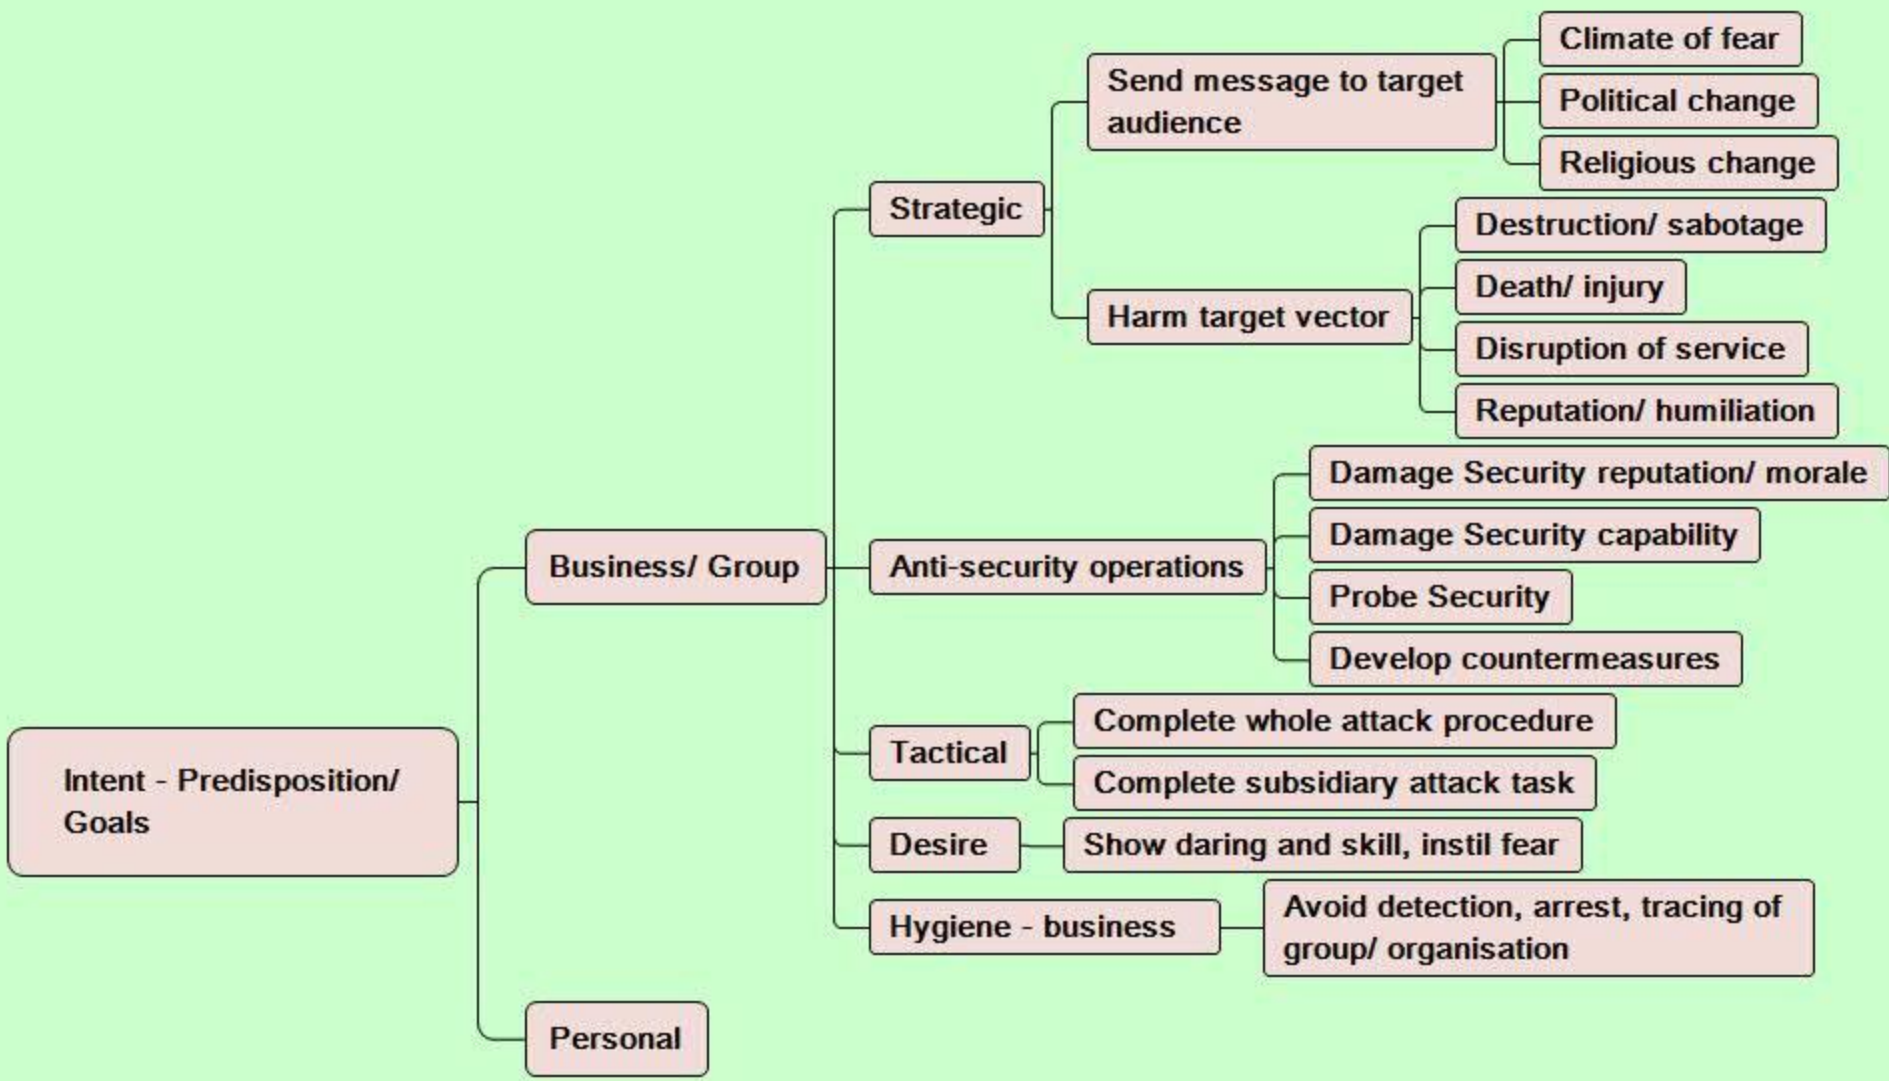 Climate of fear
Send message to target
audience
Political change
Religious change
Strategic
Destruction/ sabotage
Death/ injury
Harm target vector
Disruption of service
Reputation/ humiliation
Damage Security reputation/ morale
Damage Security capability
Business/ Group
Anti-security operations
Probe Security
Develop countermeasures
Complete whole attack procedure
Tactical
Complete subsidiary attack task
Intent - Predisposition/
Goals
Desire
Show daring and skill, instil fear
Hygiene - business
Avoid detection, arrest, tracing of
group/ organisation
Personal